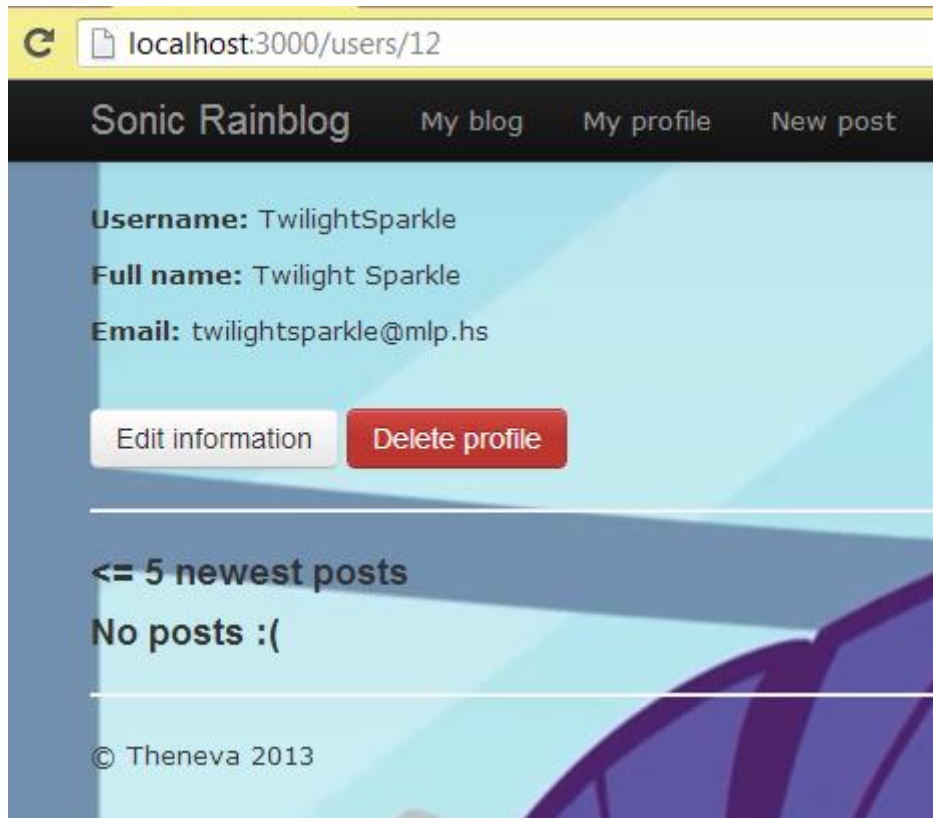 localhost:3000/users/12
Sonic Rainblog My blog My profile New post
Username: TwilightSparkle
Full name: Twilight Sparkle
Email: twilightsparkle@mlp.hs
Edit information Delete profile
<= 5 newest posts
No posts :(
© Theneva 2013